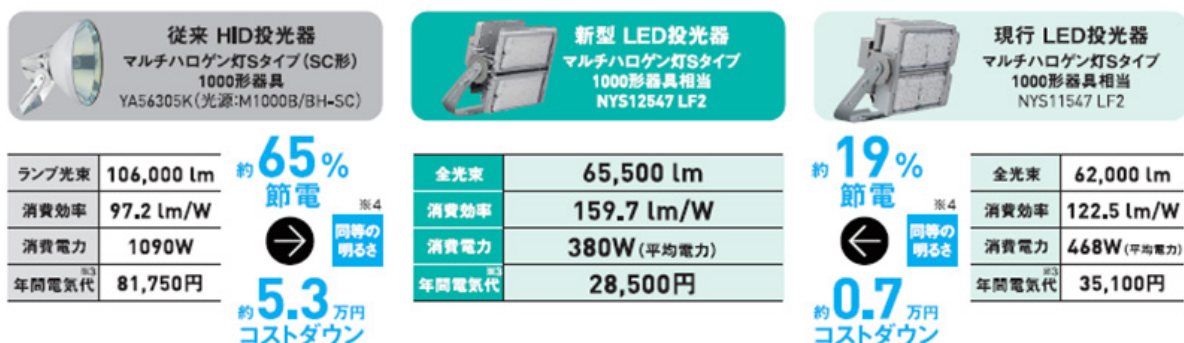 従来 HID投光器
マルチハロゲン灯Sタイプ(SC形)
1000形器具
YA56305K(光源:M1000B/BH-SC)
ランプ光束 106,000 lm
消費効率 97.2 lm/W
消費電力 1090W
年間電気代※3 81,750円
約65%
節電
※4
同等の
明るさ
約5.3万円
コストダウン
新型 LED投光器
マルチハロゲン灯Sタイプ
1000形器具相当
NYS12547 LF2
全光束 65,500 lm
消費効率 159.7 lm/W
消費電力 380W(平均電力)
年間電気代※3 28,500円
約19%
節電
※4
同等の
明るさ
約0.7万円
コストダウン
現行 LED投光器
マルチハロゲン灯Sタイプ
1000形器具相当
NYS11547 LF2
全光束 62,000 lm
消費効率 122.5 lm/W
消費電力 468W(平均電力)
年間電気代※3 35,100円